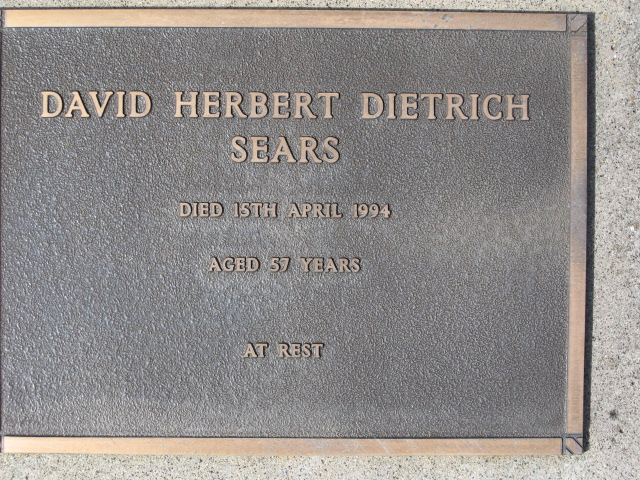 DAVID HERBERT DIETRICH
SEARS
DIED 15TH APRIL 1994
AGED 57 YEARS
AT REST